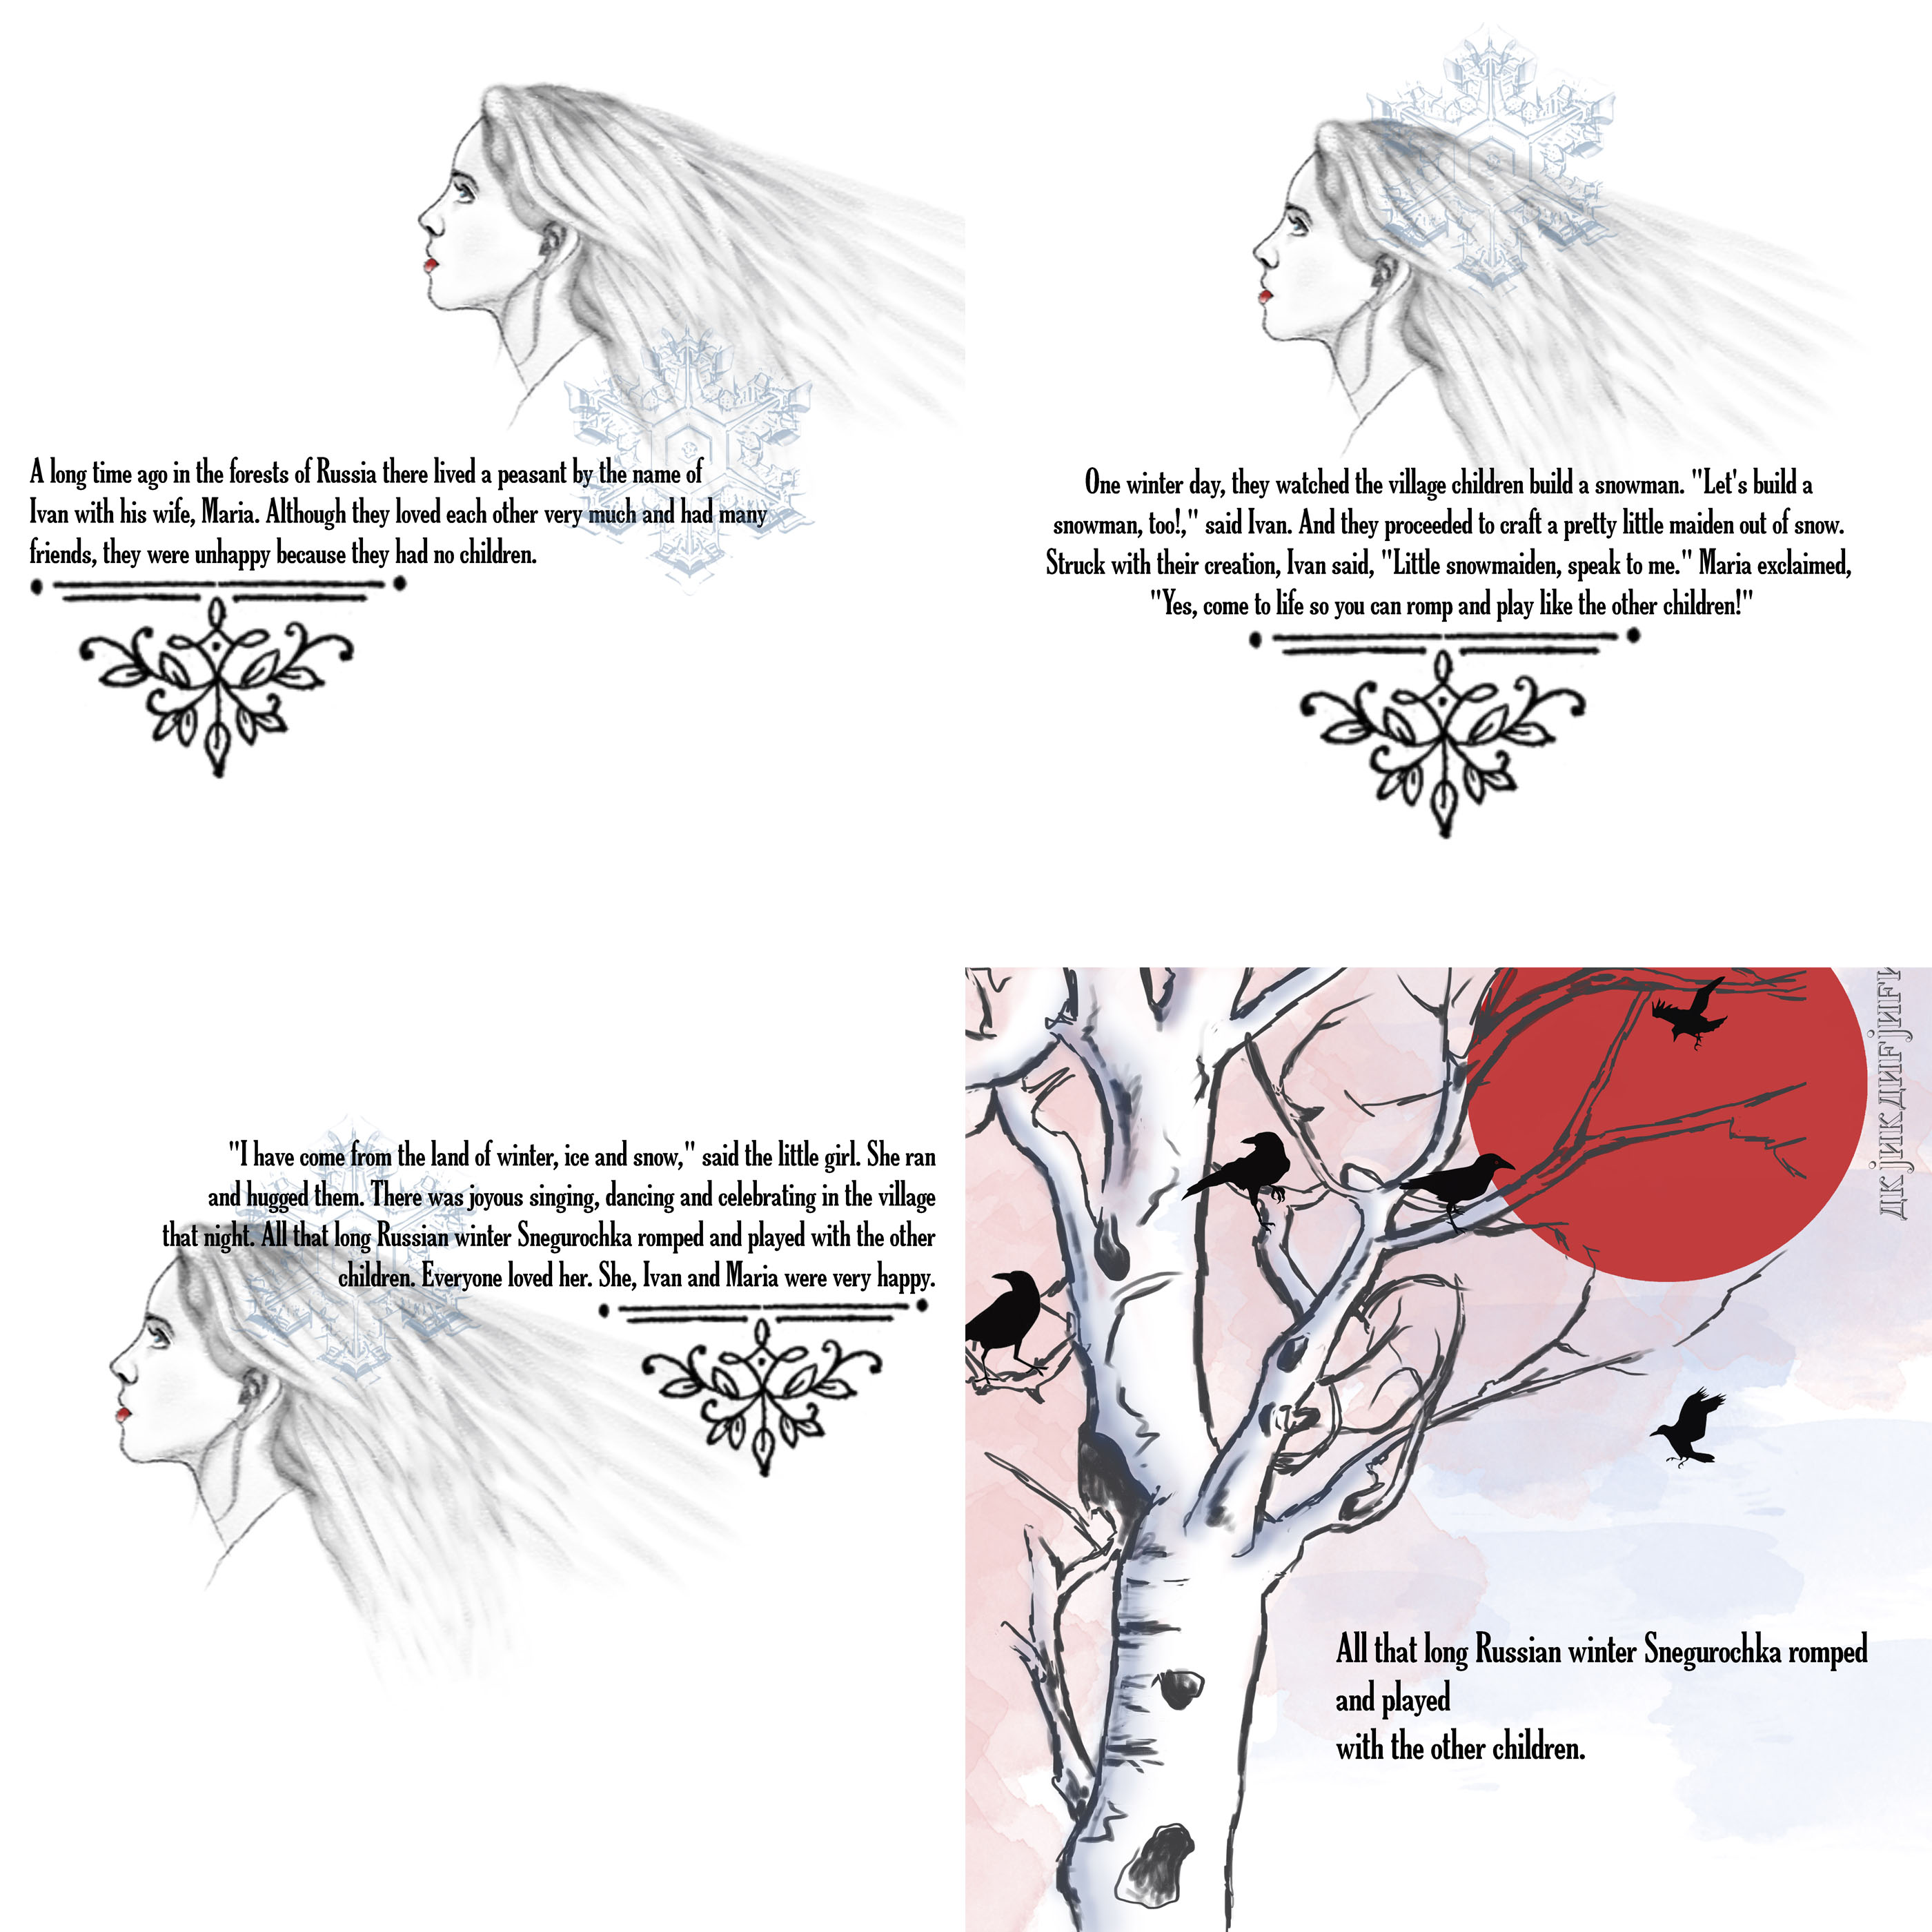 A long time ago in the forests of Russia there lived a peasant by the name of
Ivan with his wife, Maria. Although they loved each other very much and had many
friends, they were unhappy because they had no children.
One winter day, they watched the village children build a snowman. "Let's build a
snowman, too!," said Ivan. And they proceeded to craft a pretty little maiden out of snow.
Struck with their creation, Ivan said, "Little snowmaiden, speak to me." Maria exclaimed,
"Yes, come to life so you can romp and play like the other children!"
"I have come from the land of winter, ice and snow," said the little girl. She ran
and hugged them. There was joyous singing, dancing and celebrating in the village
that night. All that long Russian winter Snegurochka romped and played with the other
children. Everyone loved her. She, Ivan and Maria were very happy.
All that long Russian winter Snegurochka romped
and played
with the other children.